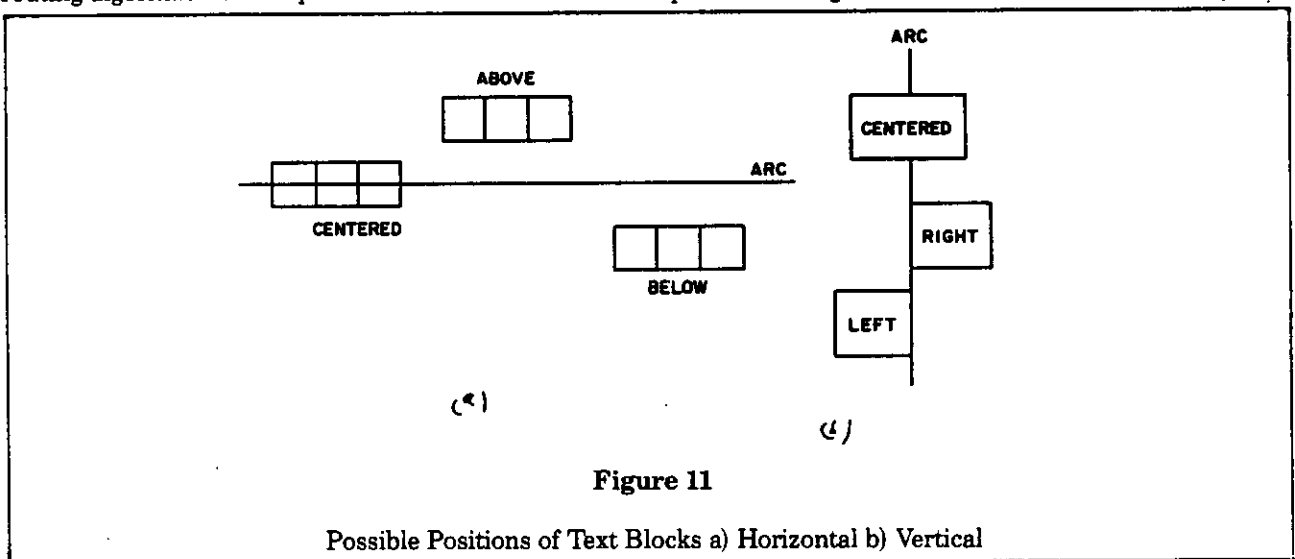 ABOVE
ARC
CENTERED
BELOW
ARC
CENTERED
RIGHT
LEFT
(a)
(b)
Figure 11
Possible Positions of Text Blocks a) Horizontal b) Vertical